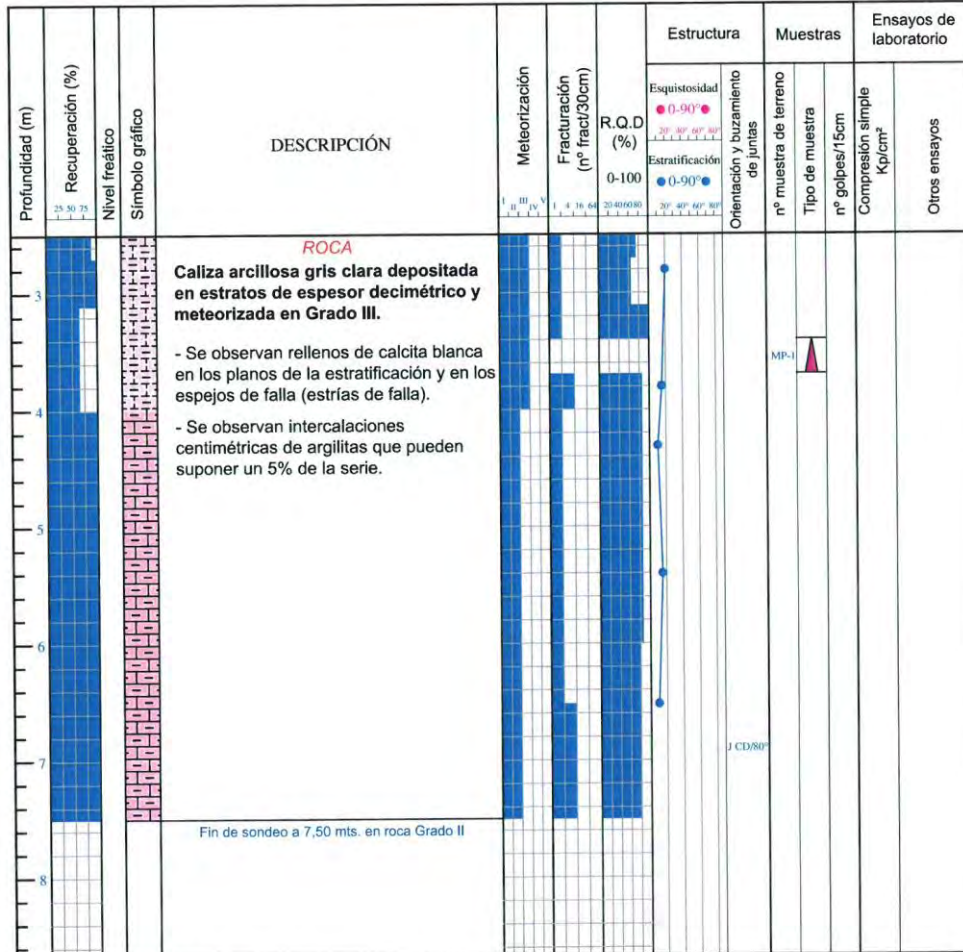 Profundidad (m)
Recuperación (%)
25 50 75
Nivel freático
Símbolo gráfico
DESCRIPCIÓN
Meteorización
I II III IV V
Fracturación
(nº fract/30cm)
1 4 16 64
R.Q.D
(%)
0-100
20 40 60 80
Estructura
Esquistosidad
0-90°
20° 40° 60° 80°
Estratificación
0-90°
20° 40° 60° 80°
Orientación y buzamiento
de juntas
Muestras
nº muestra de terreno
Tipo de muestra
nº golpes/15cm
Ensayos de
laboratorio
Compresión simple
Kp/cm²
Otros ensayos
ROCA
Caliza arcillosa gris clara depositada
en estratos de espesor decimétrico y
meteorizada en Grado III.
- Se observan rellenos de calcita blanca
en los planos de la estratificación y en los
espejos de falla (estrías de falla).
- Se observan intercalaciones
centimétricas de argilitas que pueden
suponer un 5% de la serie.
3
MP-1
4
5
6
J CD/80°
7
Fin de sondeo a 7,50 mts. en roca Grado II
8